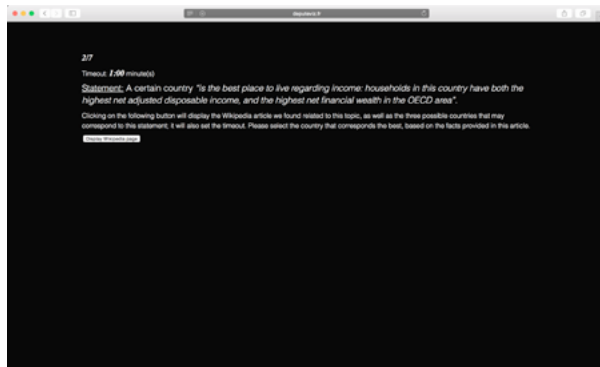 2/7
Timeout: 1:00 minute(s)
Statement: A certain country "is the best place to live regarding income: households in this country have both the
highest net adjusted disposable income, and the highest net financial wealth in the OECD area".
Clicking on the following button will display the Wikipedia article we found related to this topic, as well as the three possible countries that may
correspond to this statement; it will also set the timeout. Please select the country that corresponds the best, based on the facts provided in this article.
Display Wikipedia page